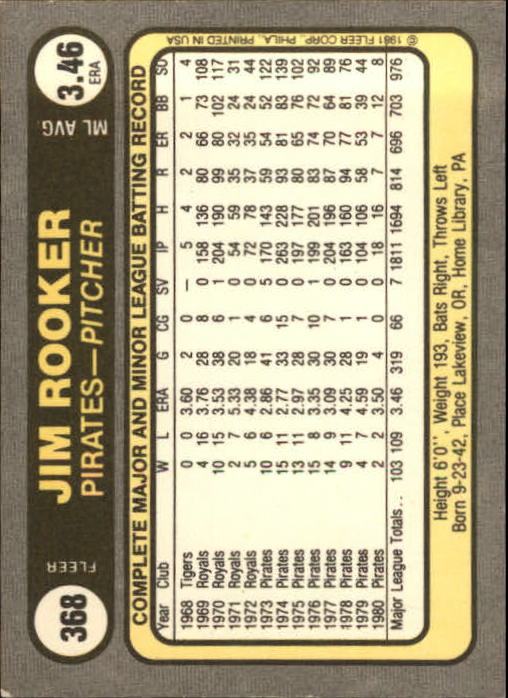 368
FLEER
JIM ROOKER
PIRATES—PITCHER
ML AVG.
3.46
ERA
COMPLETE MAJOR AND MINOR LEAGUE BATTING RECORD
Year Club W L ERA G CG SV IP H R ER BB SO
1968 Tigers 0 0 3.60 2 0 — 5 4 2 2 1 4
1969 Royals 4 16 3.76 28 8 0 158 136 80 66 73 108
1970 Royals 10 15 3.53 38 6 1 204 190 99 80 102 117
1971 Royals 2 7 5.33 20 1 0 54 59 35 32 24 31
1972 Royals 5 6 4.38 18 4 0 72 78 37 35 24 44
1973 Pirates 10 6 2.86 41 6 5 170 143 59 54 52 122
1974 Pirates 15 11 2.77 33 15 0 263 228 93 81 83 139
1975 Pirates 13 11 2.97 28 7 0 197 177 80 65 76 102
1976 Pirates 15 8 3.35 30 10 1 199 201 83 74 72 92
1977 Pirates 14 9 3.09 30 7 0 204 196 87 70 64 89
1978 Pirates 9 11 4.25 28 1 0 163 160 94 77 81 76
1979 Pirates 4 7 4.59 19 1 0 104 106 58 53 39 44
1980 Pirates 2 2 3.50 4 0 0 18 16 7 7 12 8
Major League Totals . . 103 109 3.46 319 66 7 1811 1694 814 696 703 976
Height 6'0'', Weight 193, Bats Right, Throws Left
Born 9-23-42, Place Lakeview, OR, Home Library, PA
© 1981 FLEER CORP., PHILA., PRINTED IN USA